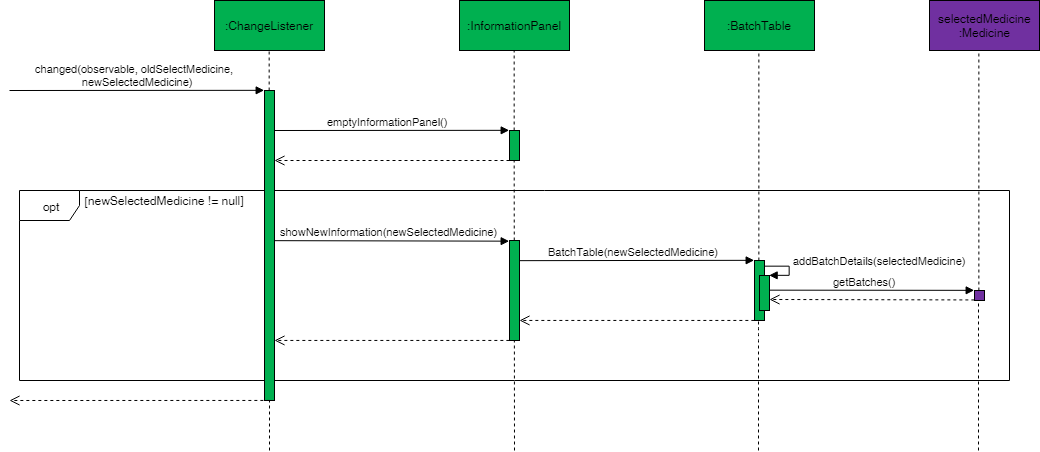 :ChangeListener
:InformationPanel
:BatchTable
selectedMedicine
:Medicine
changed(observable, oldSelectMedicine,
newSelectedMedicine)
emptyInformationPanel()
opt
[newSelectedMedicine != null]
showNewInformation(newSelectedMedicine)
BatchTable(newSelectedMedicine)
addBatchDetails(selectedMedicine)
getBatches()